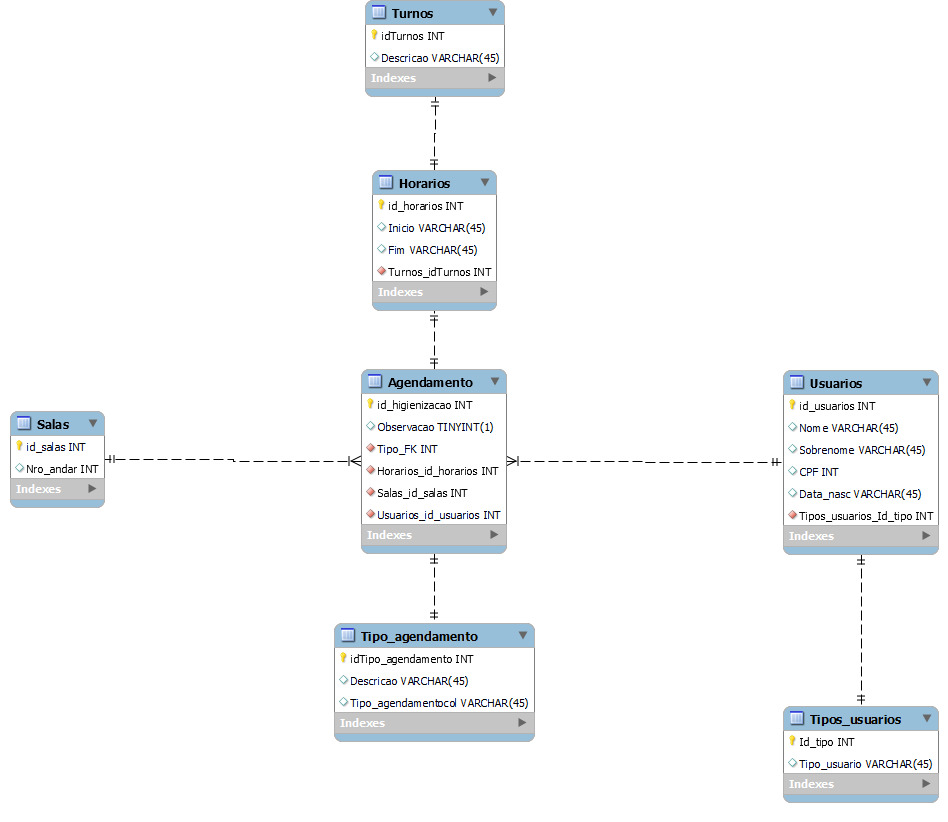 Turnos
idTurnos INT
Descricao VARCHAR(45)
Indexes
Horarios
id_horarios INT
Inicio VARCHAR(45)
Fim VARCHAR(45)
Turnos_idTurnos INT
Indexes
Agendamento
id_higienizacao INT
Observacao TINYINT(1)
Tipo_FK INT
Horarios_id_horarios INT
Salas_id_salas INT
Usuarios_id_usuarios INT
Indexes
Usuarios
id_usuarios INT
Nome VARCHAR(45)
Sobrenome VARCHAR(45)
CPF INT
Data_nasc VARCHAR(45)
Tipos_usuarios_Id_tipo INT
Indexes
Salas
id_salas INT
Nro_andar INT
Indexes
Tipo_agendamento
idTipo_agendamento INT
Descricao VARCHAR(45)
Tipo_agendamentocol VARCHAR(45)
Indexes
Tipos_usuarios
Id_tipo INT
Tipo_usuario VARCHAR(45)
Indexes